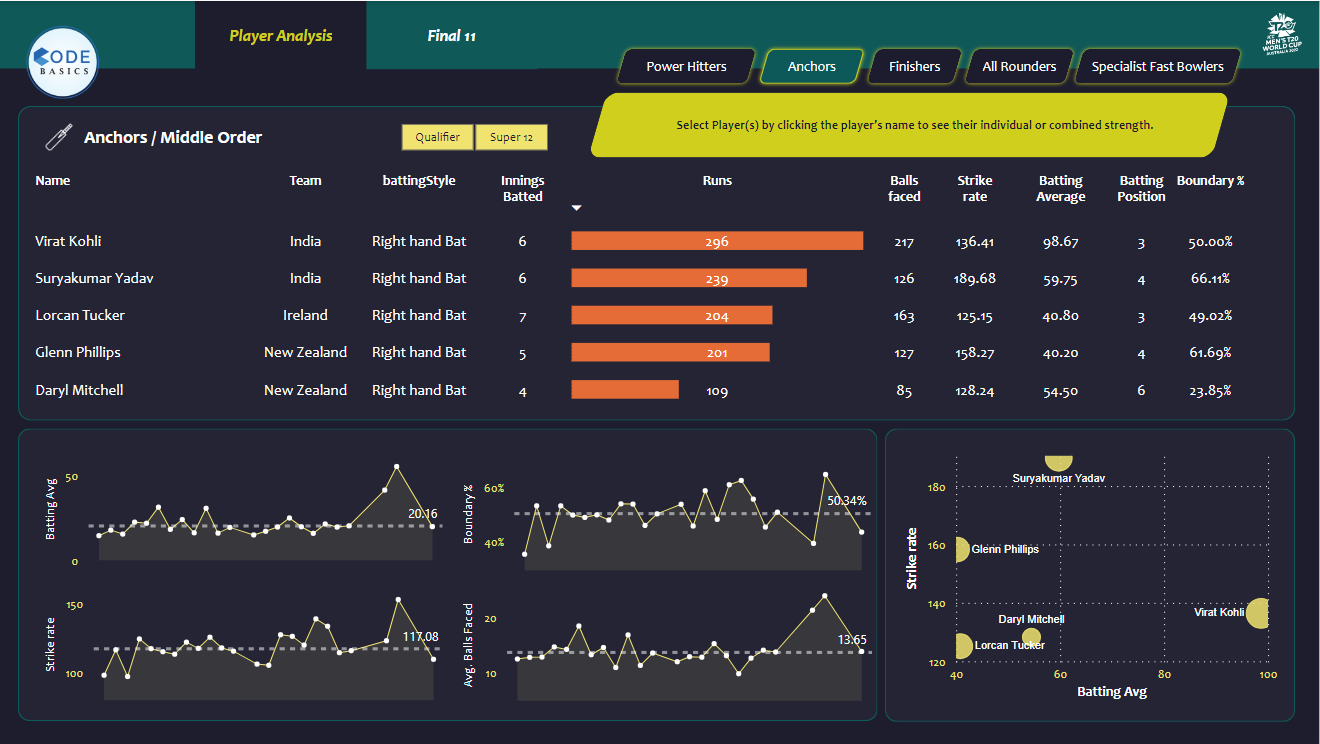 Player Analysis
Final 11
CODE
BASICS
T20
ICC
MEN'S T20
WORLD CUP
AUSTRALIA 2022
Power Hitters
Anchors
Finishers
All Rounders
Specialist Fast Bowlers
Anchors / Middle Order
Qualifier
Super 12
Select Player(s) by clicking the player's name to see their individual or combined strength.
Name Team battingStyle Innings Batted Runs Balls faced Strike rate Batting Average Batting Position Boundary %
Virat Kohli India Right hand Bat 6 296 217 136.41 98.67 3 50.00%
Suryakumar Yadav India Right hand Bat 6 239 126 189.68 59.75 4 66.11%
Lorcan Tucker Ireland Right hand Bat 7 204 163 125.15 40.80 3 49.02%
Glenn Phillips New Zealand Right hand Bat 5 201 127 158.27 40.20 4 61.69%
Daryl Mitchell New Zealand Right hand Bat 4 109 85 128.24 54.50 6 23.85%
Batting Avg
50
0
20.16
Boundary %
60%
40%
50.34%
Strike rate
150
100
117.08
Avg. Balls Faced
20
10
13.65
Strike rate
180
160
140
120
Suryakumar Yadav
Glenn Phillips
Virat Kohli
Daryl Mitchell
Lorcan Tucker
40 60 80 100
Batting Avg